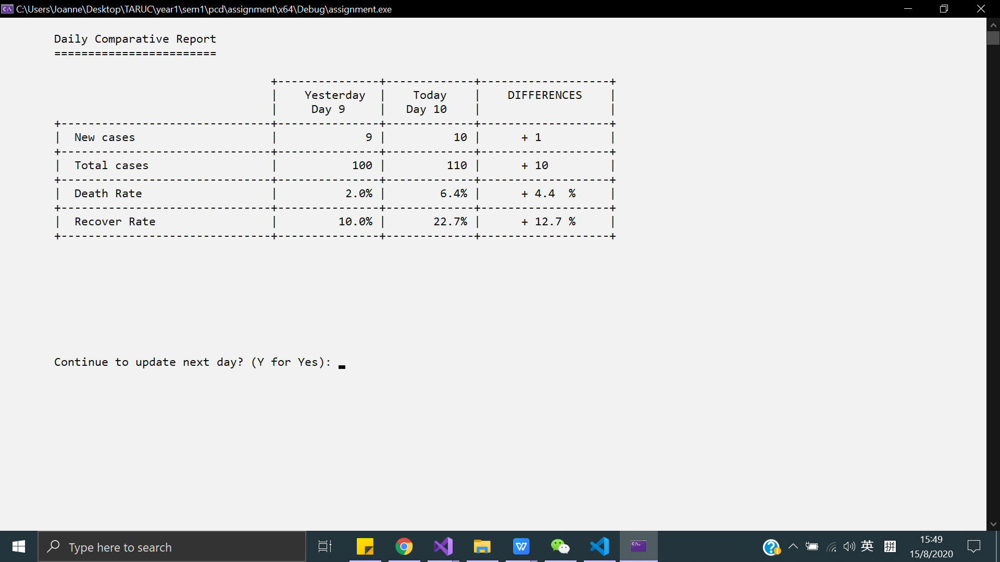 C:\Users\Joanne\Desktop\TARUC\year1\sem1\pcd\assignment\x64\Debug\assignment.exe
Daily Comparative Report
========================
+---------------+-------------+-------------------+
|    Yesterday  |    Today    |    DIFFERENCES    |
|     Day 9     |   Day 10    |                   |
+-------------------------------+---------------+-------------+-------------------+
|  New cases                    |             9 |          10 |      + 1          |
+-------------------------------+---------------+-------------+-------------------+
|  Total cases                  |           100 |         110 |      + 10         |
+-------------------------------+---------------+-------------+-------------------+
|  Death Rate                   |          2.0% |        6.4% |      + 4.4  %     |
+-------------------------------+---------------+-------------+-------------------+
|  Recover Rate                 |         10.0% |       22.7% |      + 12.7 %     |
+-------------------------------+---------------+-------------+-------------------+
Continue to update next day? (Y for Yes):
Type here to search
英 拼
15:49
15/8/2020